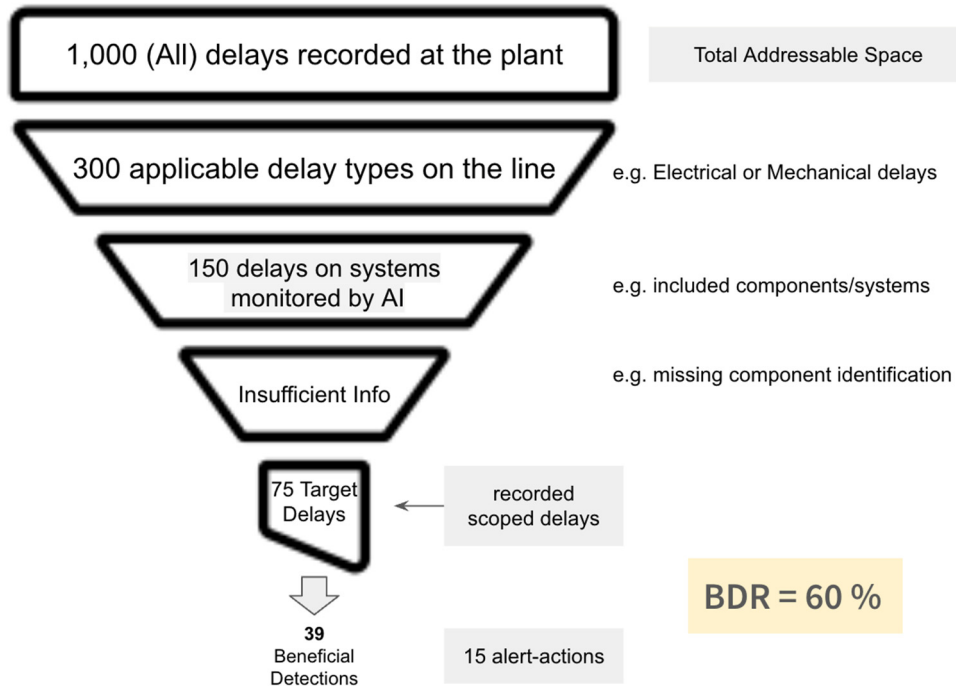 1,000 (All) delays recorded at the plant
Total Addressable Space
300 applicable delay types on the line
e.g. Electrical or Mechanical delays
150 delays on systems
monitored by AI
e.g. included components/systems
Insufficient Info
e.g. missing component identification
75 Target
Delays
recorded
scoped delays
BDR = 60 %
39
Beneficial
Detections
15 alert-actions